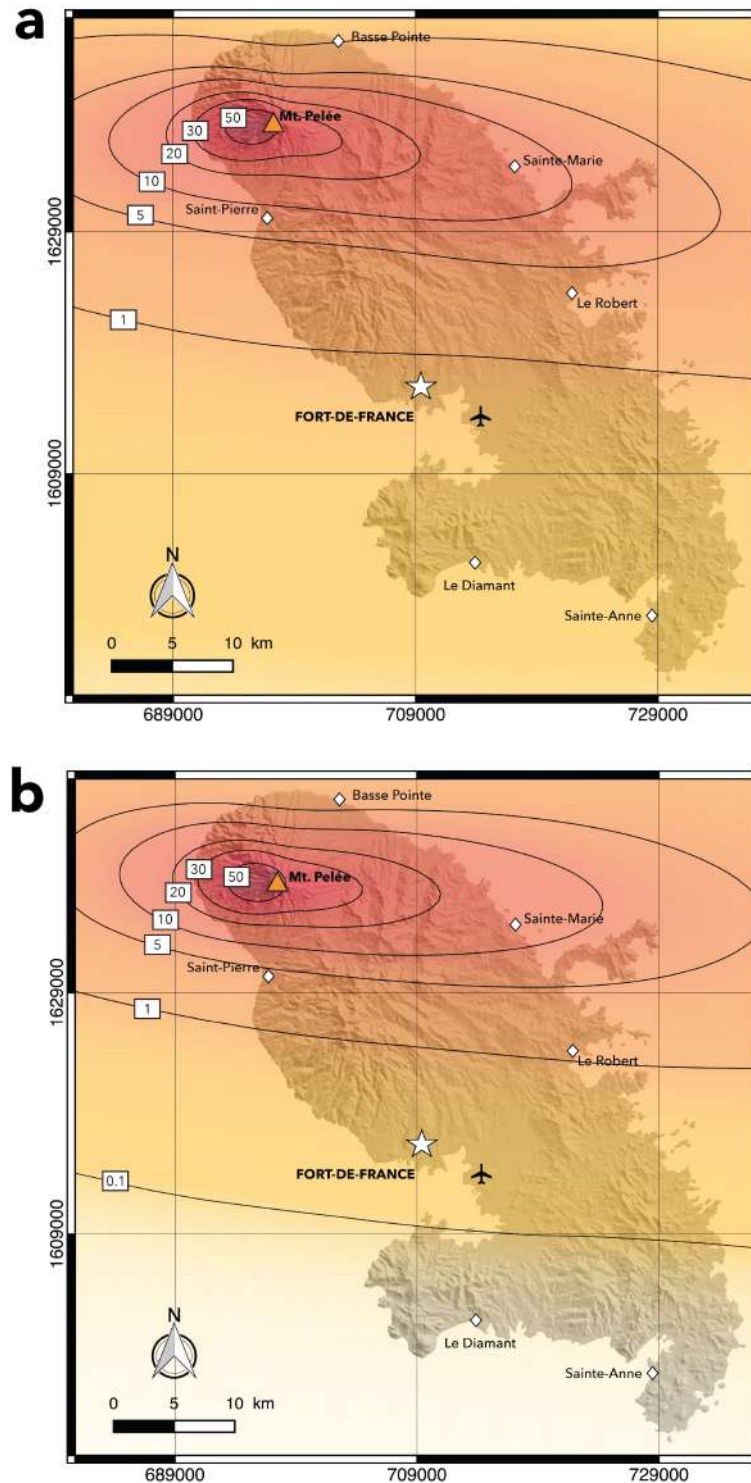 a
Basse Pointe
50
Mt. Pelée
30
20
Sainte-Marie
10
Saint-Pierre
5
1629000
Le Robert
1
FORT-DE-FRANCE
1609000
N
Le Diamant
Sainte-Anne
0 5 10 km
689000 709000 729000
b
Basse Pointe
30
50
Mt. Pelée
20
10
Sainte-Marie
5
Saint-Pierre
1629000
1
Le Robert
FORT-DE-FRANCE
0.1
1609000
N
Le Diamant
Sainte-Anne
0 5 10 km
689000 709000 729000